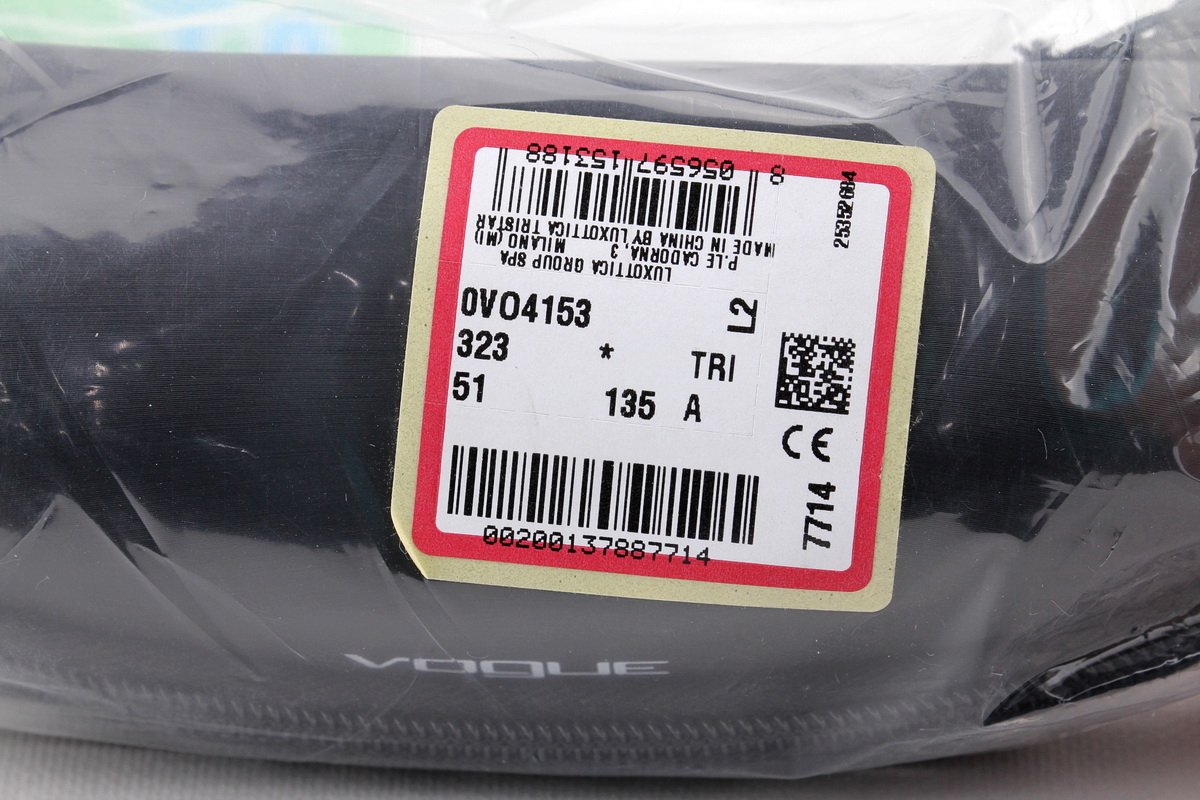 8 056597 153188
MADE IN CHINA BY LUXOTTICA TRISTAR
P.LE CADORNA,3 MILANO (MI)
LUXOTTICA GROUP SPA
25352684
0VO4153 L2
323 * TRI
51 135 A
CE
7714
00200137887714
VOGUE